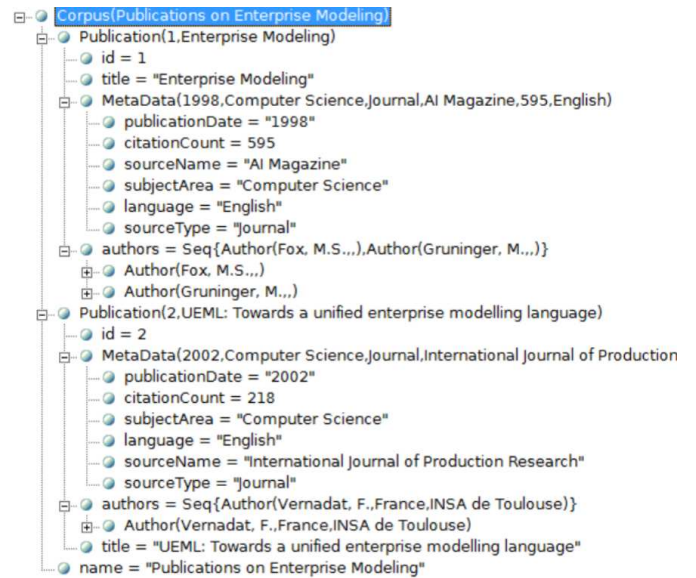 Corpus(Publications on Enterprise Modeling)
Publication(1,Enterprise Modeling)
id = 1
title = "Enterprise Modeling"
MetaData(1998,Computer Science,Journal,AI Magazine,595,English)
publicationDate = "1998"
citationCount = 595
sourceName = "AI Magazine"
subjectArea = "Computer Science"
language = "English"
sourceType = "Journal"
authors = Seq{Author(Fox, M.S.,,),Author(Gruninger, M.,,)}
Author(Fox, M.S.,,)
Author(Gruninger, M.,,)
Publication(2,UEML: Towards a unified enterprise modelling language)
id = 2
MetaData(2002,Computer Science,Journal,International Journal of Production
publicationDate = "2002"
citationCount = 218
subjectArea = "Computer Science"
language = "English"
sourceName = "International Journal of Production Research"
sourceType = "Journal"
authors = Seq{Author(Vernadat, F.,France,INSA de Toulouse)}
Author(Vernadat, F.,France,INSA de Toulouse)
title = "UEML: Towards a unified enterprise modelling language"
name = "Publications on Enterprise Modeling"